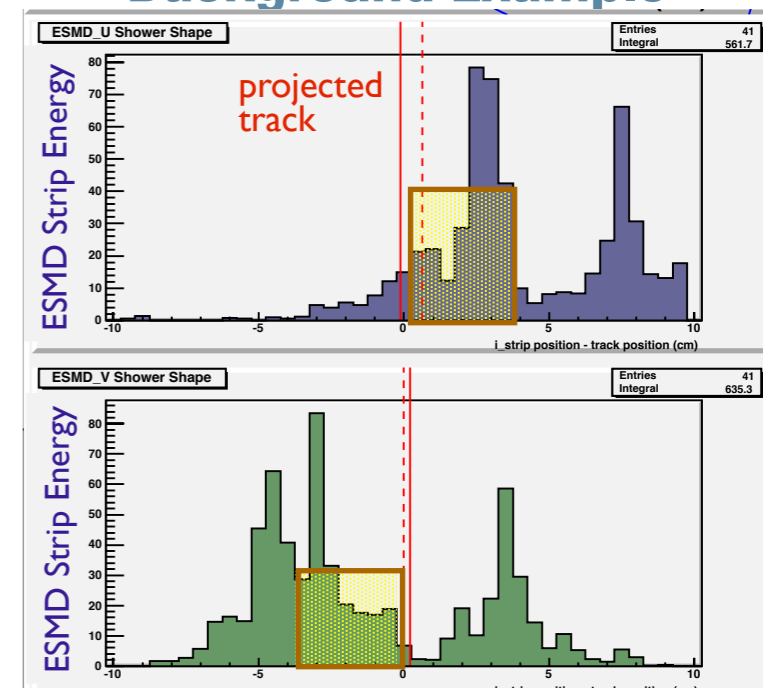 Background Example
ESMD_U Shower Shape
Entries 41
Integral 561.7
ESMD Strip Energy
projected
track
80
70
60
50
40
30
20
10
0
-10 -5 0 5 10
i_strip position - track position (cm)
ESMD_V Shower Shape
Entries 41
Integral 635.3
ESMD Strip Energy
80
70
60
50
40
30
20
10
0
-10 -5 0 5 10